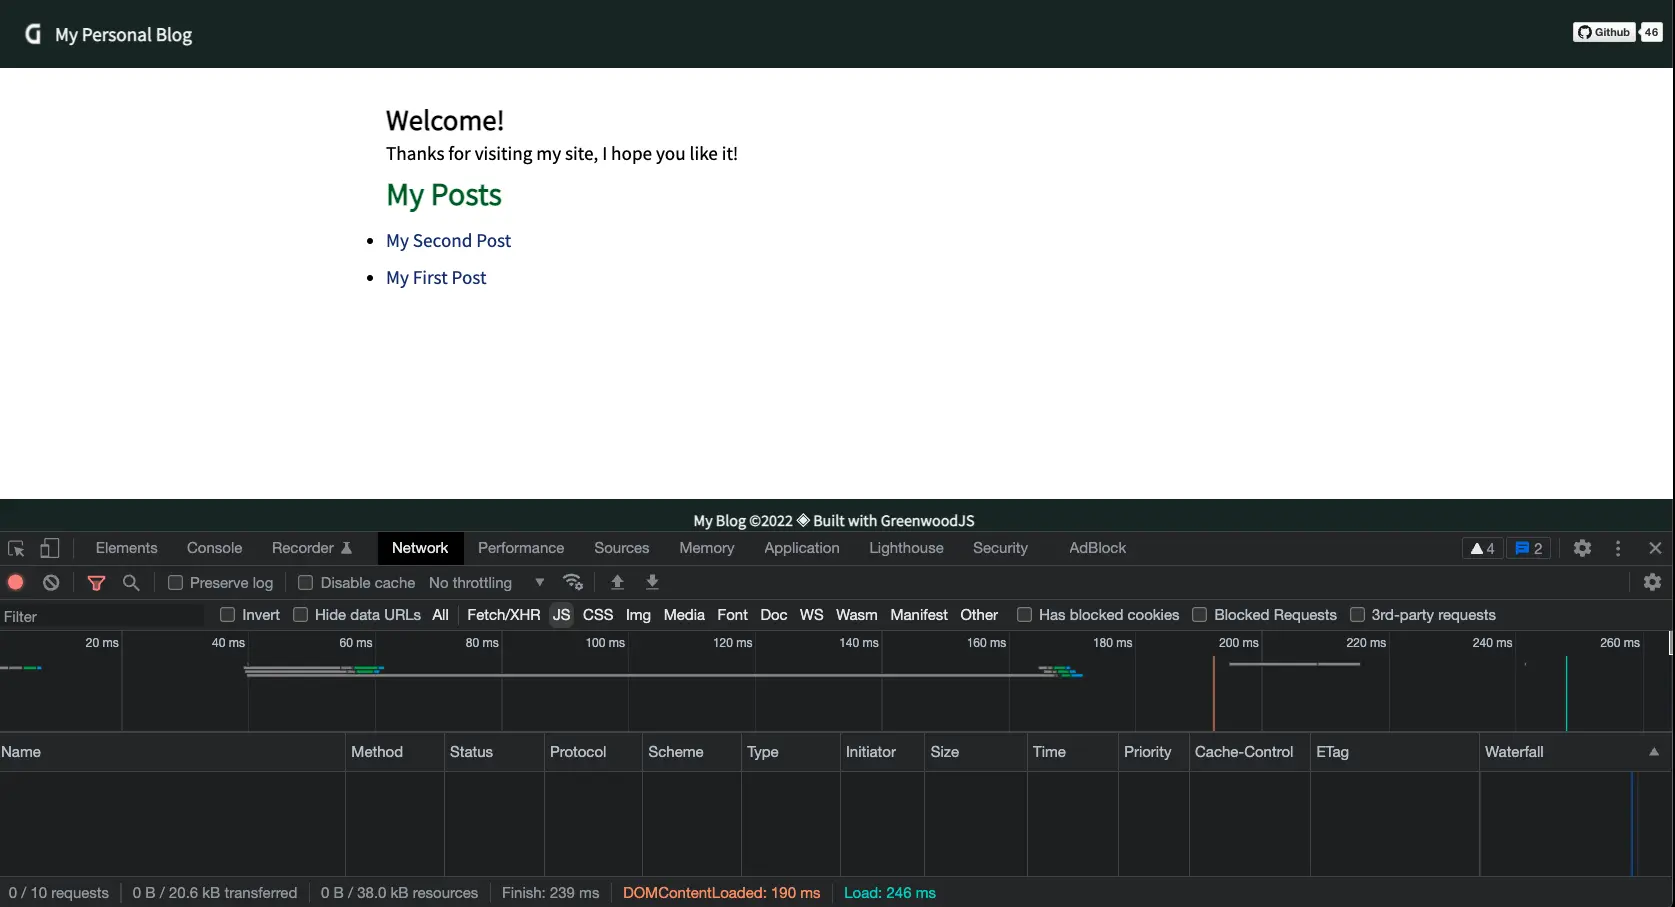 G My Personal Blog Github 46
Welcome!
Thanks for visiting my site, I hope you like it!
My Posts
• My Second Post
• My First Post
My Blog ©2022 ◈ Built with GreenwoodJS
Elements Console Recorder Network Performance Sources Memory Application Lighthouse Security AdBlock 4 2
Preserve log Disable cache No throttling
Filter Invert Hide data URLs All Fetch/XHR JS CSS Img Media Font Doc WS Wasm Manifest Other Has blocked cookies Blocked Requests 3rd-party requests
20 ms 40 ms 60 ms 80 ms 100 ms 120 ms 140 ms 160 ms 180 ms 200 ms 220 ms 240 ms 260 ms
Name Method Status Protocol Scheme Type Initiator Size Time Priority Cache-Control ETag Waterfall
0 / 10 requests 0 B / 20.6 kB transferred 0 B / 38.0 kB resources Finish: 239 ms DOMContentLoaded: 190 ms Load: 246 ms